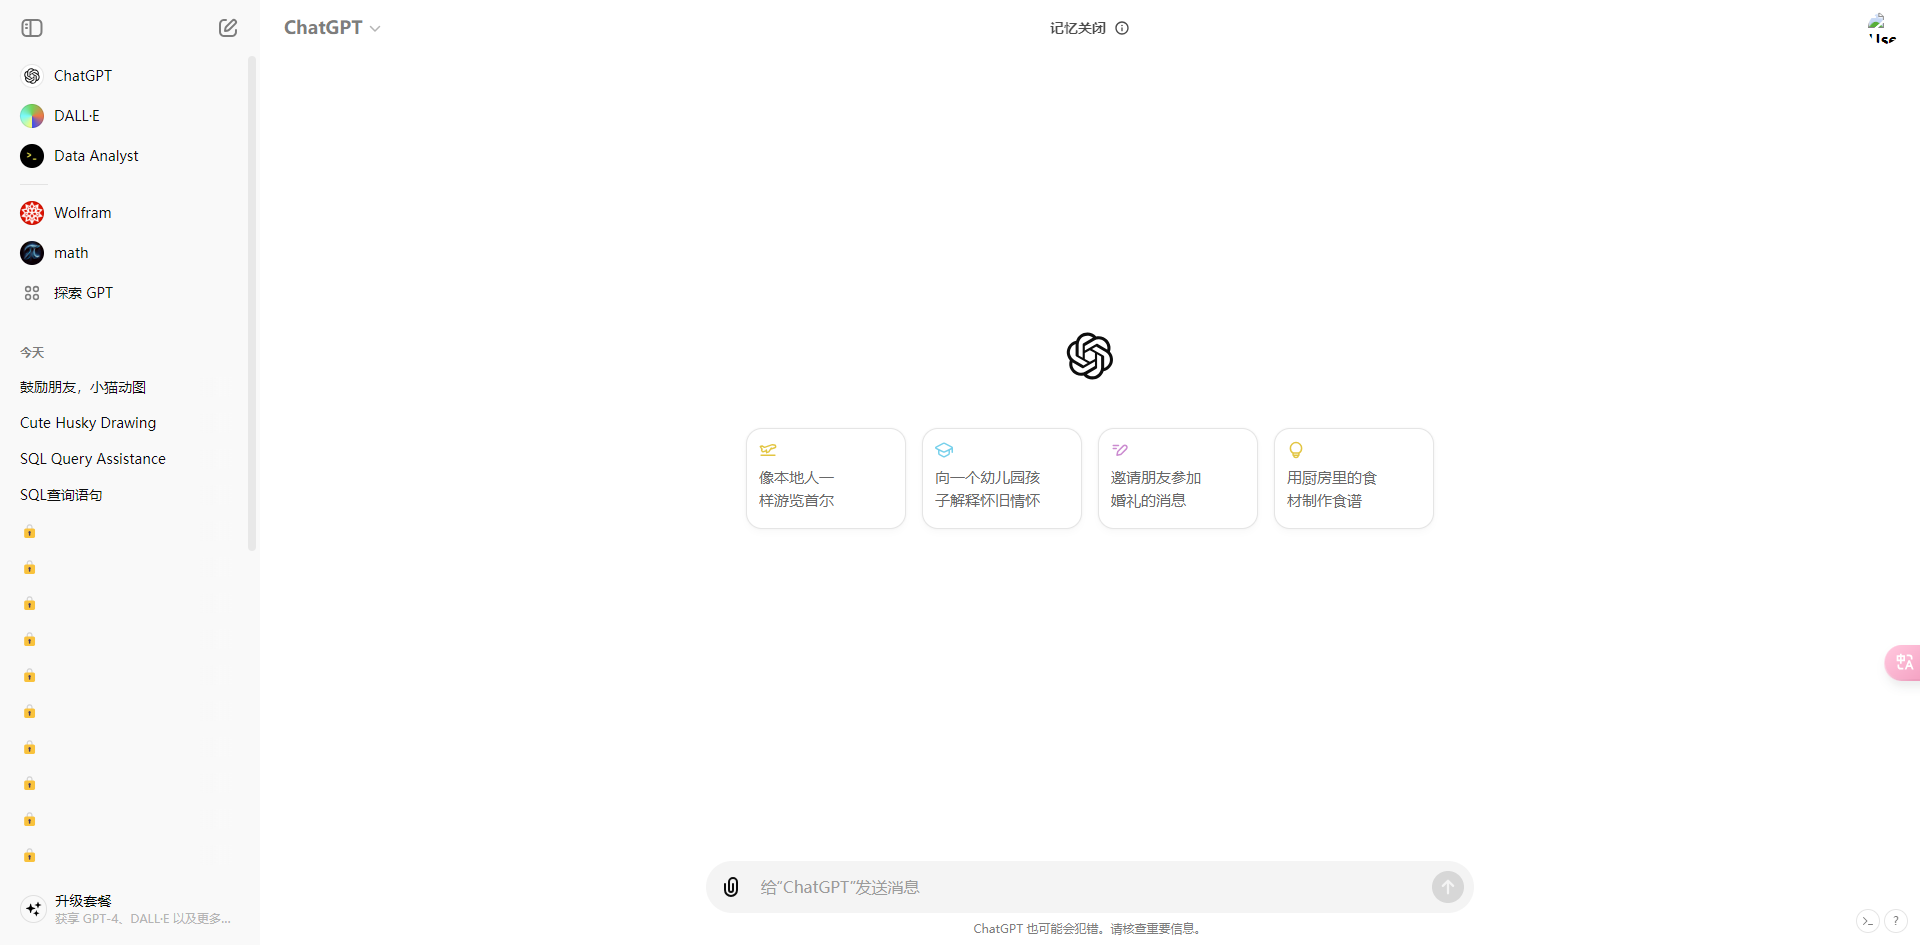 ChatGPT
DALL·E
Data Analyst
Wolfram
math
探索 GPT
今天
鼓励朋友，小猫动图
Cute Husky Drawing
SQL Query Assistance
SQL查询语句
升级套餐
获享 GPT-4、DALL·E 以及更多...
ChatGPT
记忆关闭
像本地人一
样游览首尔
向一个幼儿园孩
子解释怀旧情怀
邀请朋友参加
婚礼的消息
用厨房里的食
材制作食谱
给“ChatGPT”发送消息
ChatGPT 也可能会犯错。请核查重要信息。
?